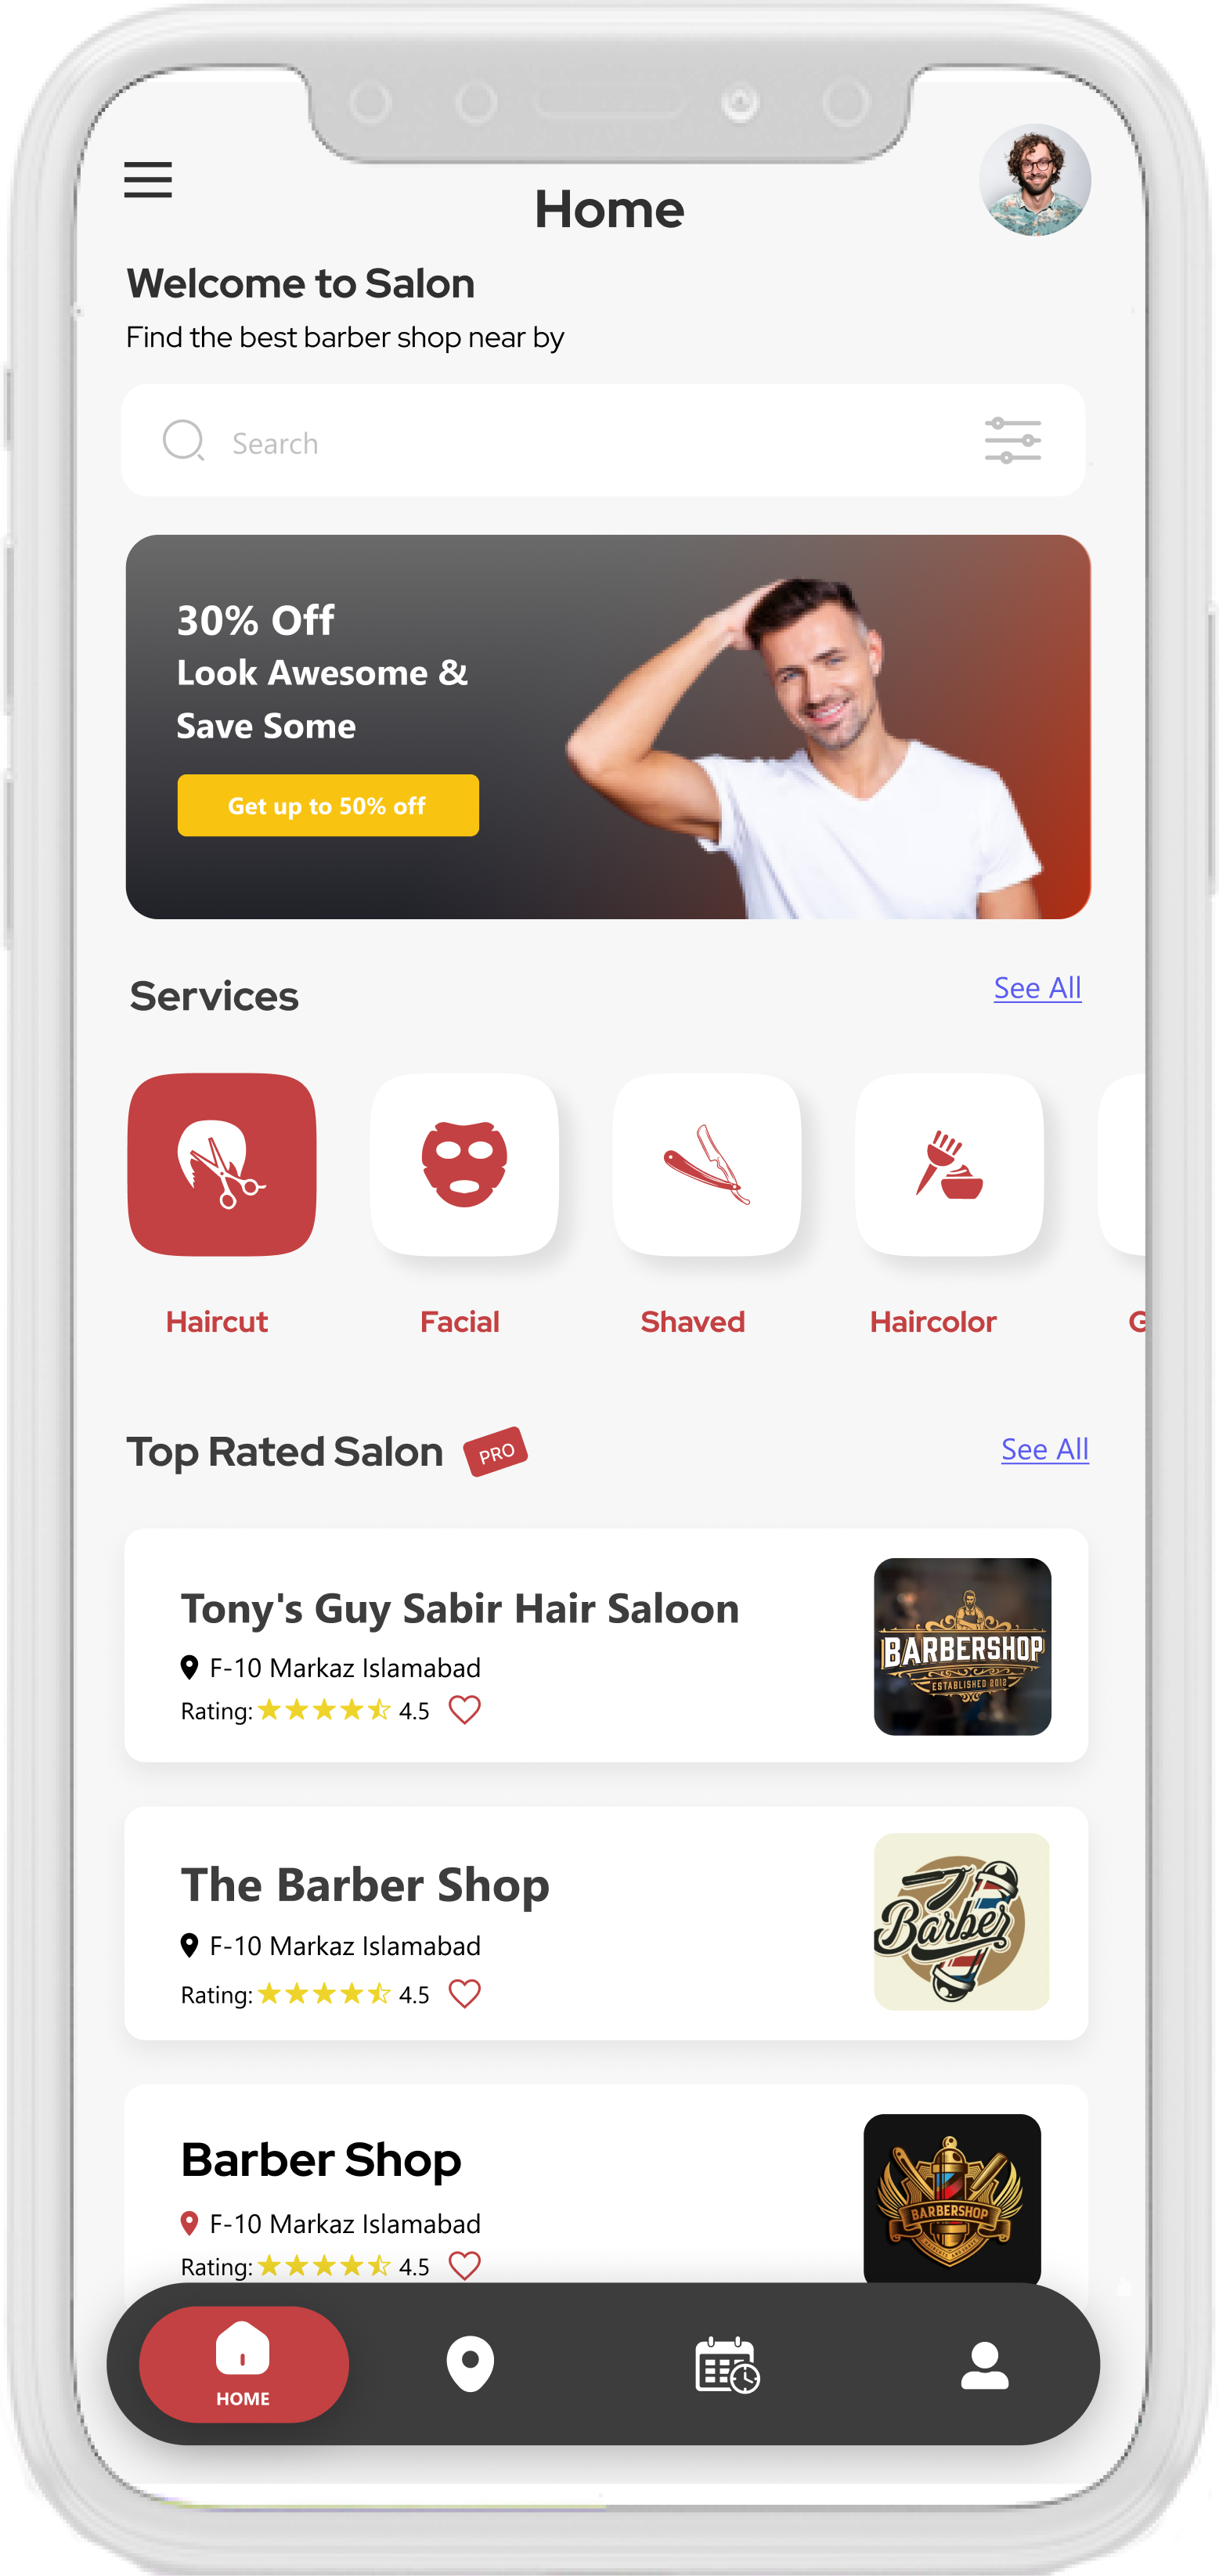 Home
Welcome to Salon
Find the best barber shop near by
Search
30% Off
Look Awesome &
Save Some
Get up to 50% off
Services
See All
Haircut
Facial
Shaved
Haircolor
G
Top Rated Salon
PRO
See All
Tony's Guy Sabir Hair Saloon
F-10 Markaz Islamabad
Rating: 4.5
BARBERSHOP
ESTABLISHED 2012
The Barber Shop
F-10 Markaz Islamabad
Rating: 4.5
Barber
Barber Shop
F-10 Markaz Islamabad
Rating: 4.5
BARBERSHOP
HOME